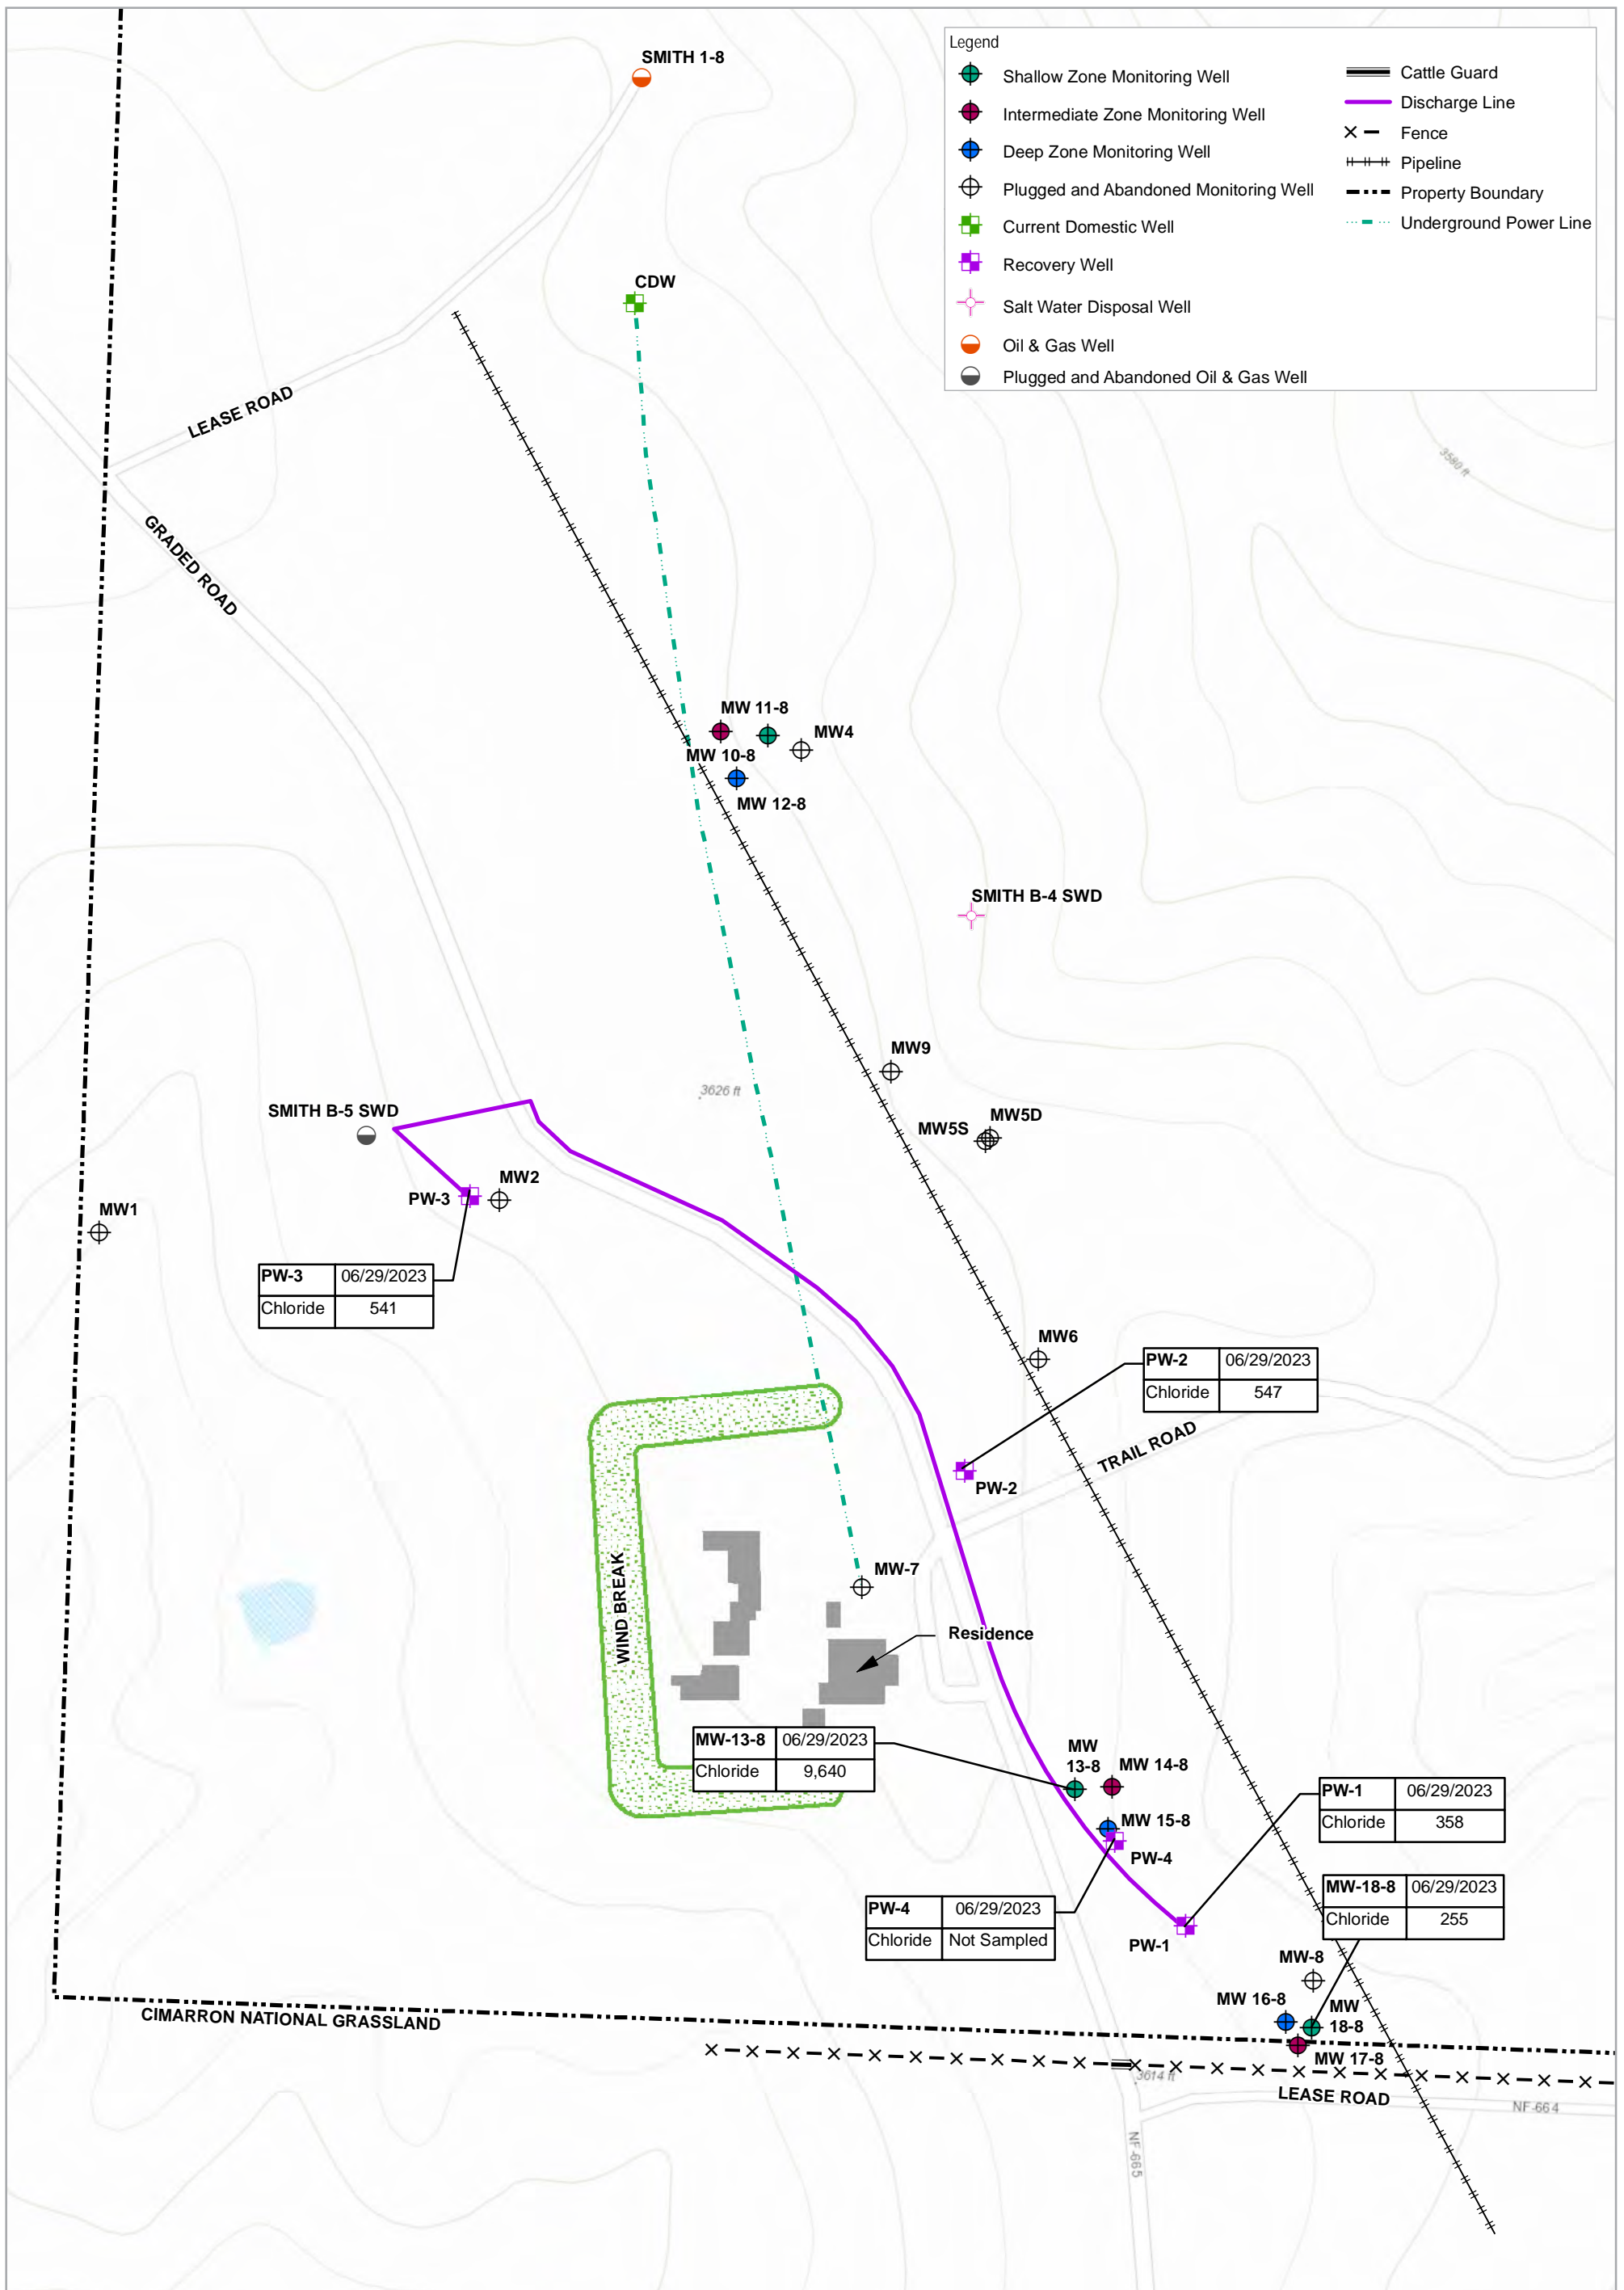 SMITH 1-8
Legend
Shallow Zone Monitoring Well
Intermediate Zone Monitoring Well
Deep Zone Monitoring Well
Plugged and Abandoned Monitoring Well
Current Domestic Well
Recovery Well
Salt Water Disposal Well
Oil & Gas Well
Plugged and Abandoned Oil & Gas Well
Cattle Guard
Discharge Line
Fence
Pipeline
Property Boundary
Underground Power Line
CDW
LEASE ROAD
3580 ft
GRADED ROAD
MW 11-8
MW4
MW 10-8
MW 12-8
SMITH B-4 SWD
MW9
3626 ft
SMITH B-5 SWD
MW5D
MW5S
MW2
PW-3
MW1
PW-3 06/29/2023
Chloride 541
MW6
PW-2 06/29/2023
Chloride 547
TRAIL ROAD
PW-2
MW-7
WIND BREAK
Residence
MW-13-8 06/29/2023
Chloride 9,640
MW
13-8
MW 14-8
PW-1 06/29/2023
Chloride 358
MW 15-8
PW-4
MW-18-8 06/29/2023
Chloride 255
PW-4 06/29/2023
Chloride Not Sampled
PW-1
MW-8
MW 16-8
MW
18-8
CIMARRON NATIONAL GRASSLAND
MW 17-8
3614 ft
LEASE ROAD
NF-664
NF-665